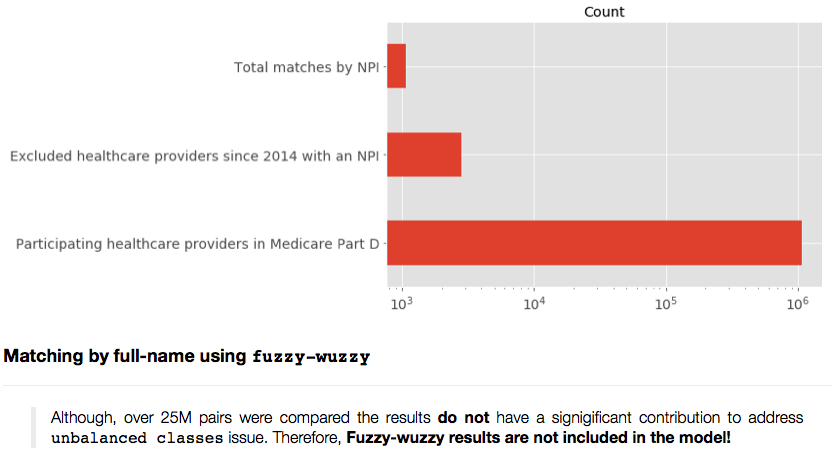 Count
Total matches by NPI
Excluded healthcare providers since 2014 with an NPI
Participating healthcare providers in Medicare Part D
10³ 10⁴ 10⁵ 10⁶
Matching by full-name using fuzzy-wuzzy
Although, over 25M pairs were compared the results do not have a signigificant contribution to address
unbalanced classes issue. Therefore, Fuzzy-wuzzy results are not included in the model!